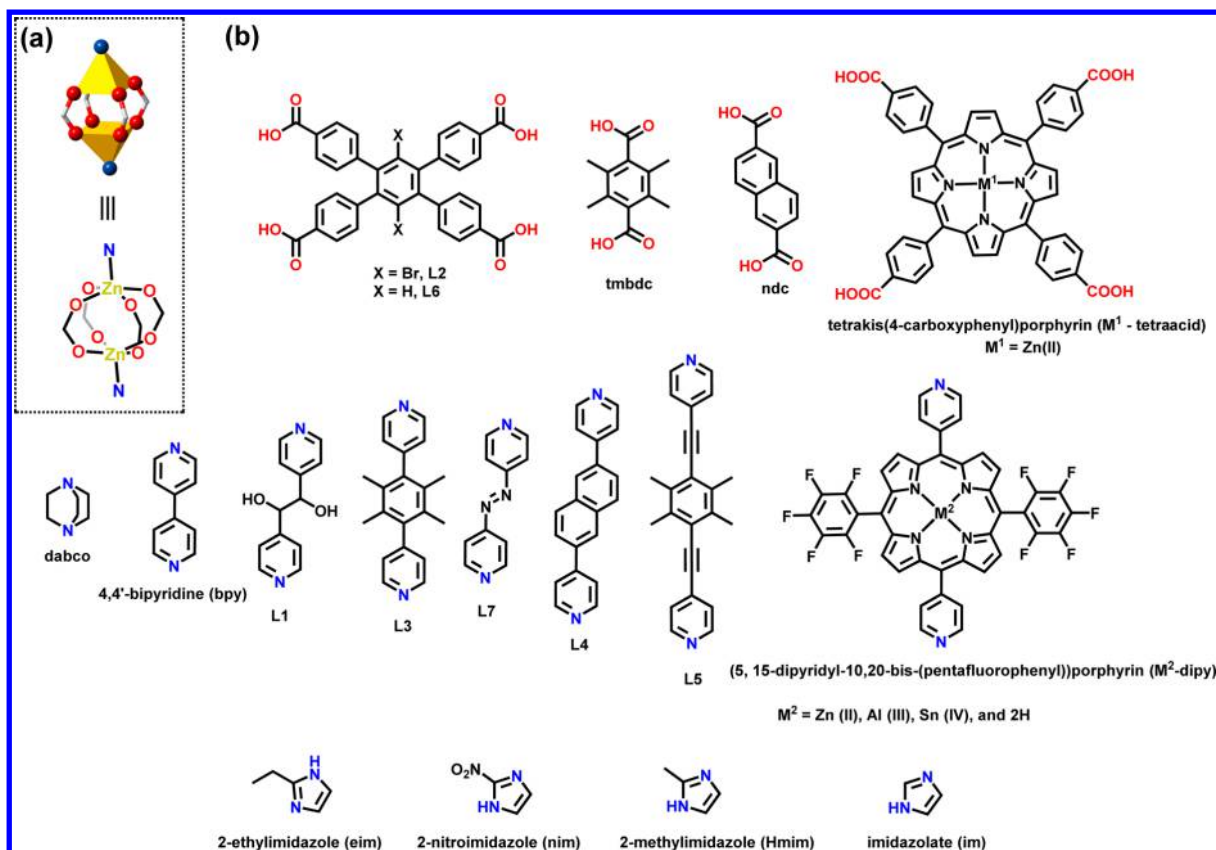 (a)
(b)
N
Zn
O O O O
O O O O
Zn
N
O
HO
X
O
OH
HO
O
X
OH
O
X = Br, L2
X = H, L6
HO O
HO O
tmbdc
HO
O
HO O
ndc
HOOC
COOH
N
N M¹ N
N
HOOC
COOH
tetrakis(4-carboxyphenyl)porphyrin (M¹ - tetraacid)
M¹ = Zn(II)
N
N
dabco
N
N
4,4'-bipyridine (bpy)
N
HO
OH
N
L1
N
N
L3
N
N
N
N
L7
N
N
L4
N
N
L5
N
F F
F
F F
N N
M²
N N
F F
F
F F
N
(5, 15-dipyridyl-10,20-bis-(pentafluorophenyl))porphyrin (M²-dipy)
M² = Zn (II), Al (III), Sn (IV), and 2H
H
N
N
2-ethylimidazole (eim)
O₂N
N
HN
2-nitroimidazole (nim)
N
HN
2-methylimidazole (Hmim)
N
HN
imidazolate (im)